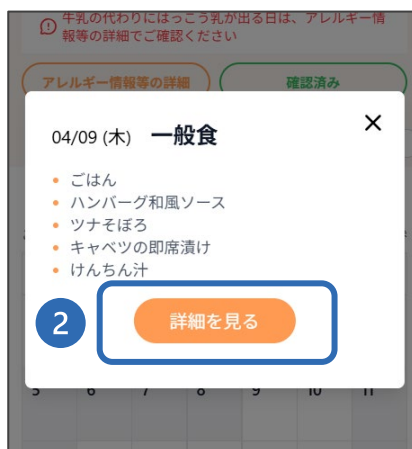 牛乳の代わりにはっこう乳が出る日は、アレルギー情
報等の詳細でご確認ください
アレルギー情報等の詳細
確認済み
04/09 (木) 一般食
ごはん
ハンバーグ和風ソース
ツナそぼろ
キャベツの即席漬け
けんちん汁
2
詳細を見る
5 6 7 8 9 10 11